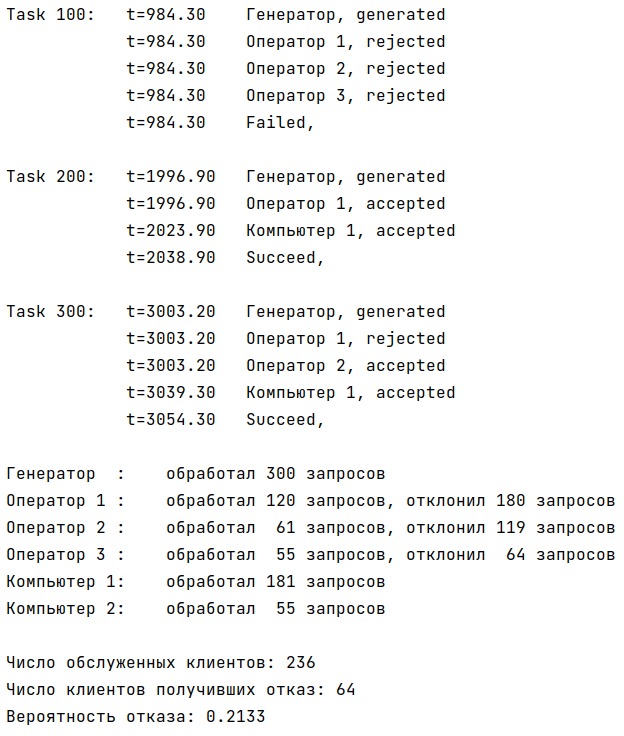 Task 100:   t=984.30    Генератор, generated
            t=984.30    Оператор 1, rejected
            t=984.30    Оператор 2, rejected
            t=984.30    Оператор 3, rejected
            t=984.30    Failed,
Task 200:   t=1996.90   Генератор, generated
            t=1996.90   Оператор 1, accepted
            t=2023.90   Компьютер 1, accepted
            t=2038.90   Succeed,
Task 300:   t=3003.20   Генератор, generated
            t=3003.20   Оператор 1, rejected
            t=3003.20   Оператор 2, accepted
            t=3039.30   Компьютер 1, accepted
            t=3054.30   Succeed,
Генератор  :    обработал 300 запросов
Оператор 1 :    обработал 120 запросов, отклонил 180 запросов
Оператор 2 :    обработал  61 запросов, отклонил 119 запросов
Оператор 3 :    обработал  55 запросов, отклонил  64 запросов
Компьютер 1:    обработал 181 запросов
Компьютер 2:    обработал  55 запросов
Число обслуженных клиентов: 236
Число клиентов получивших отказ: 64
Вероятность отказа: 0.2133